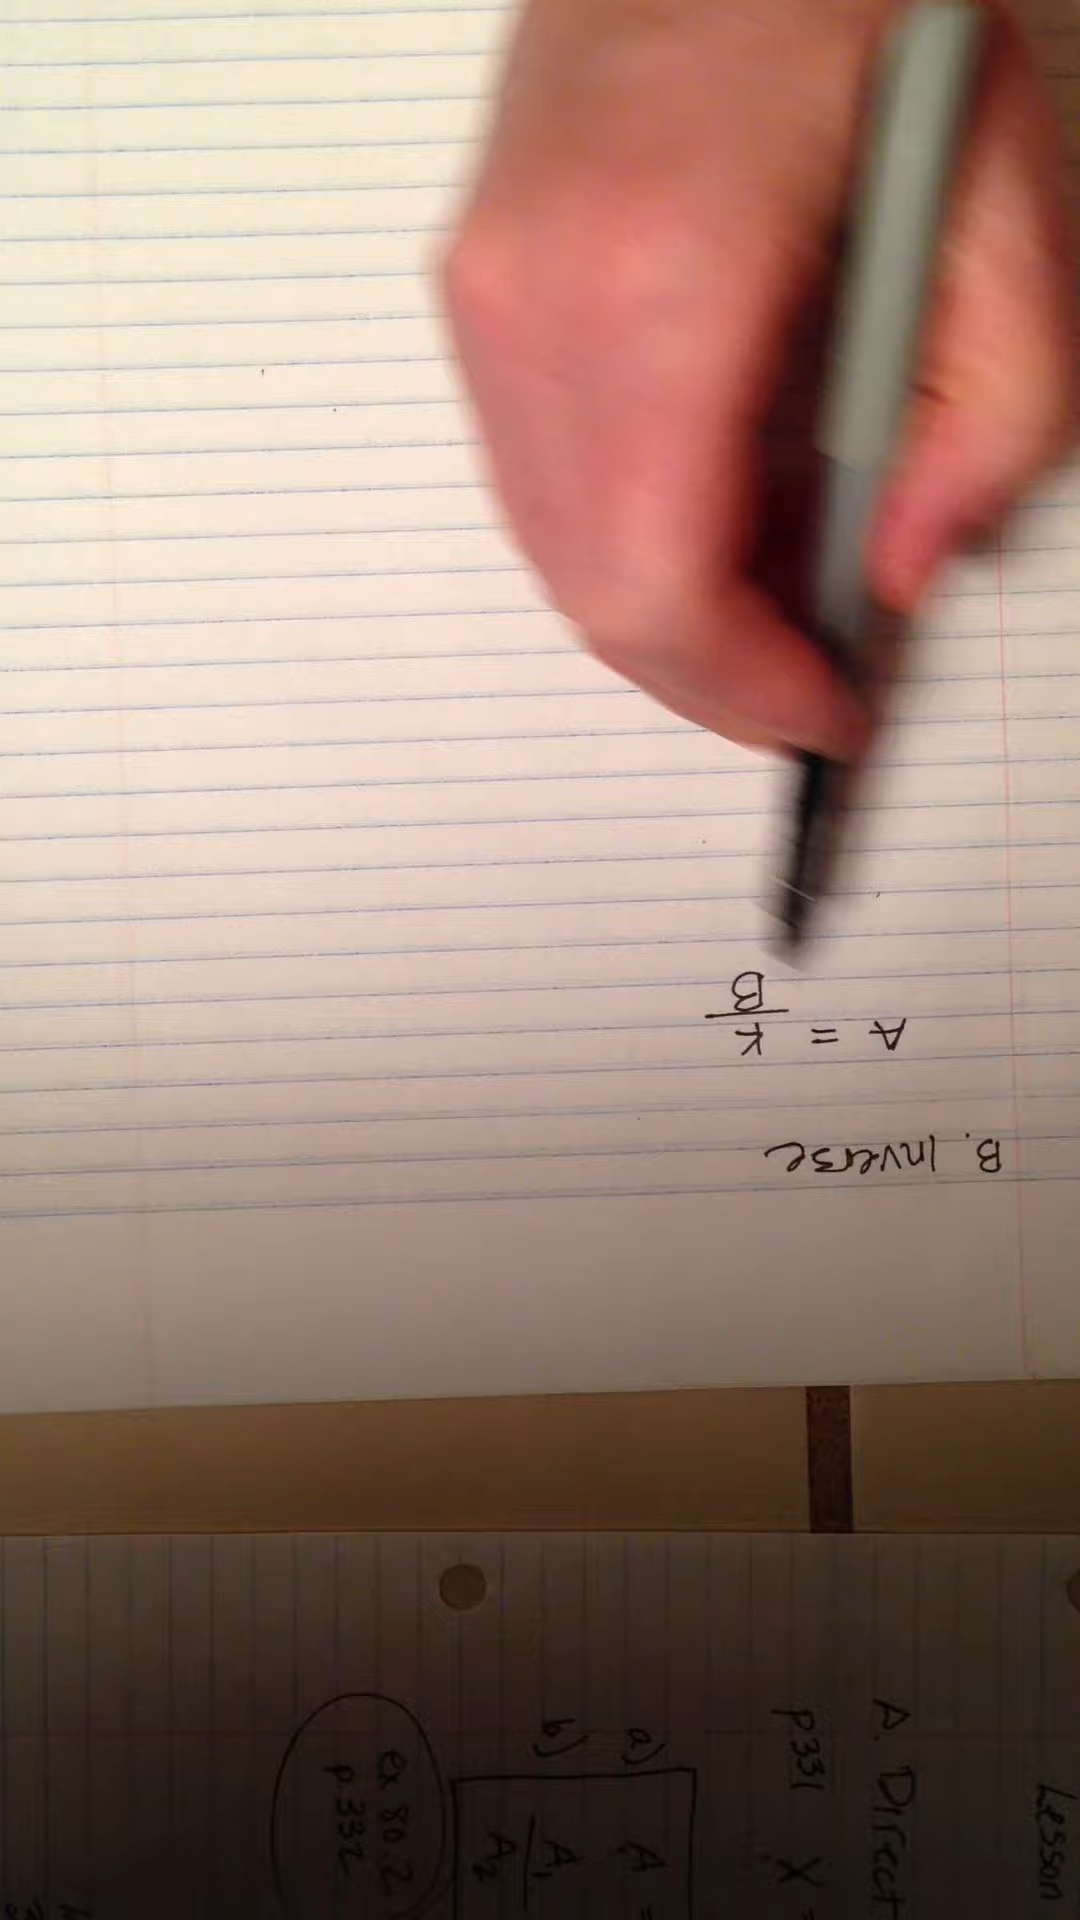 B. Inverse
A = K/B
Lesson
A. Direct
p331 X
a) A =
b) A1/A2
ex 80.2
p.332